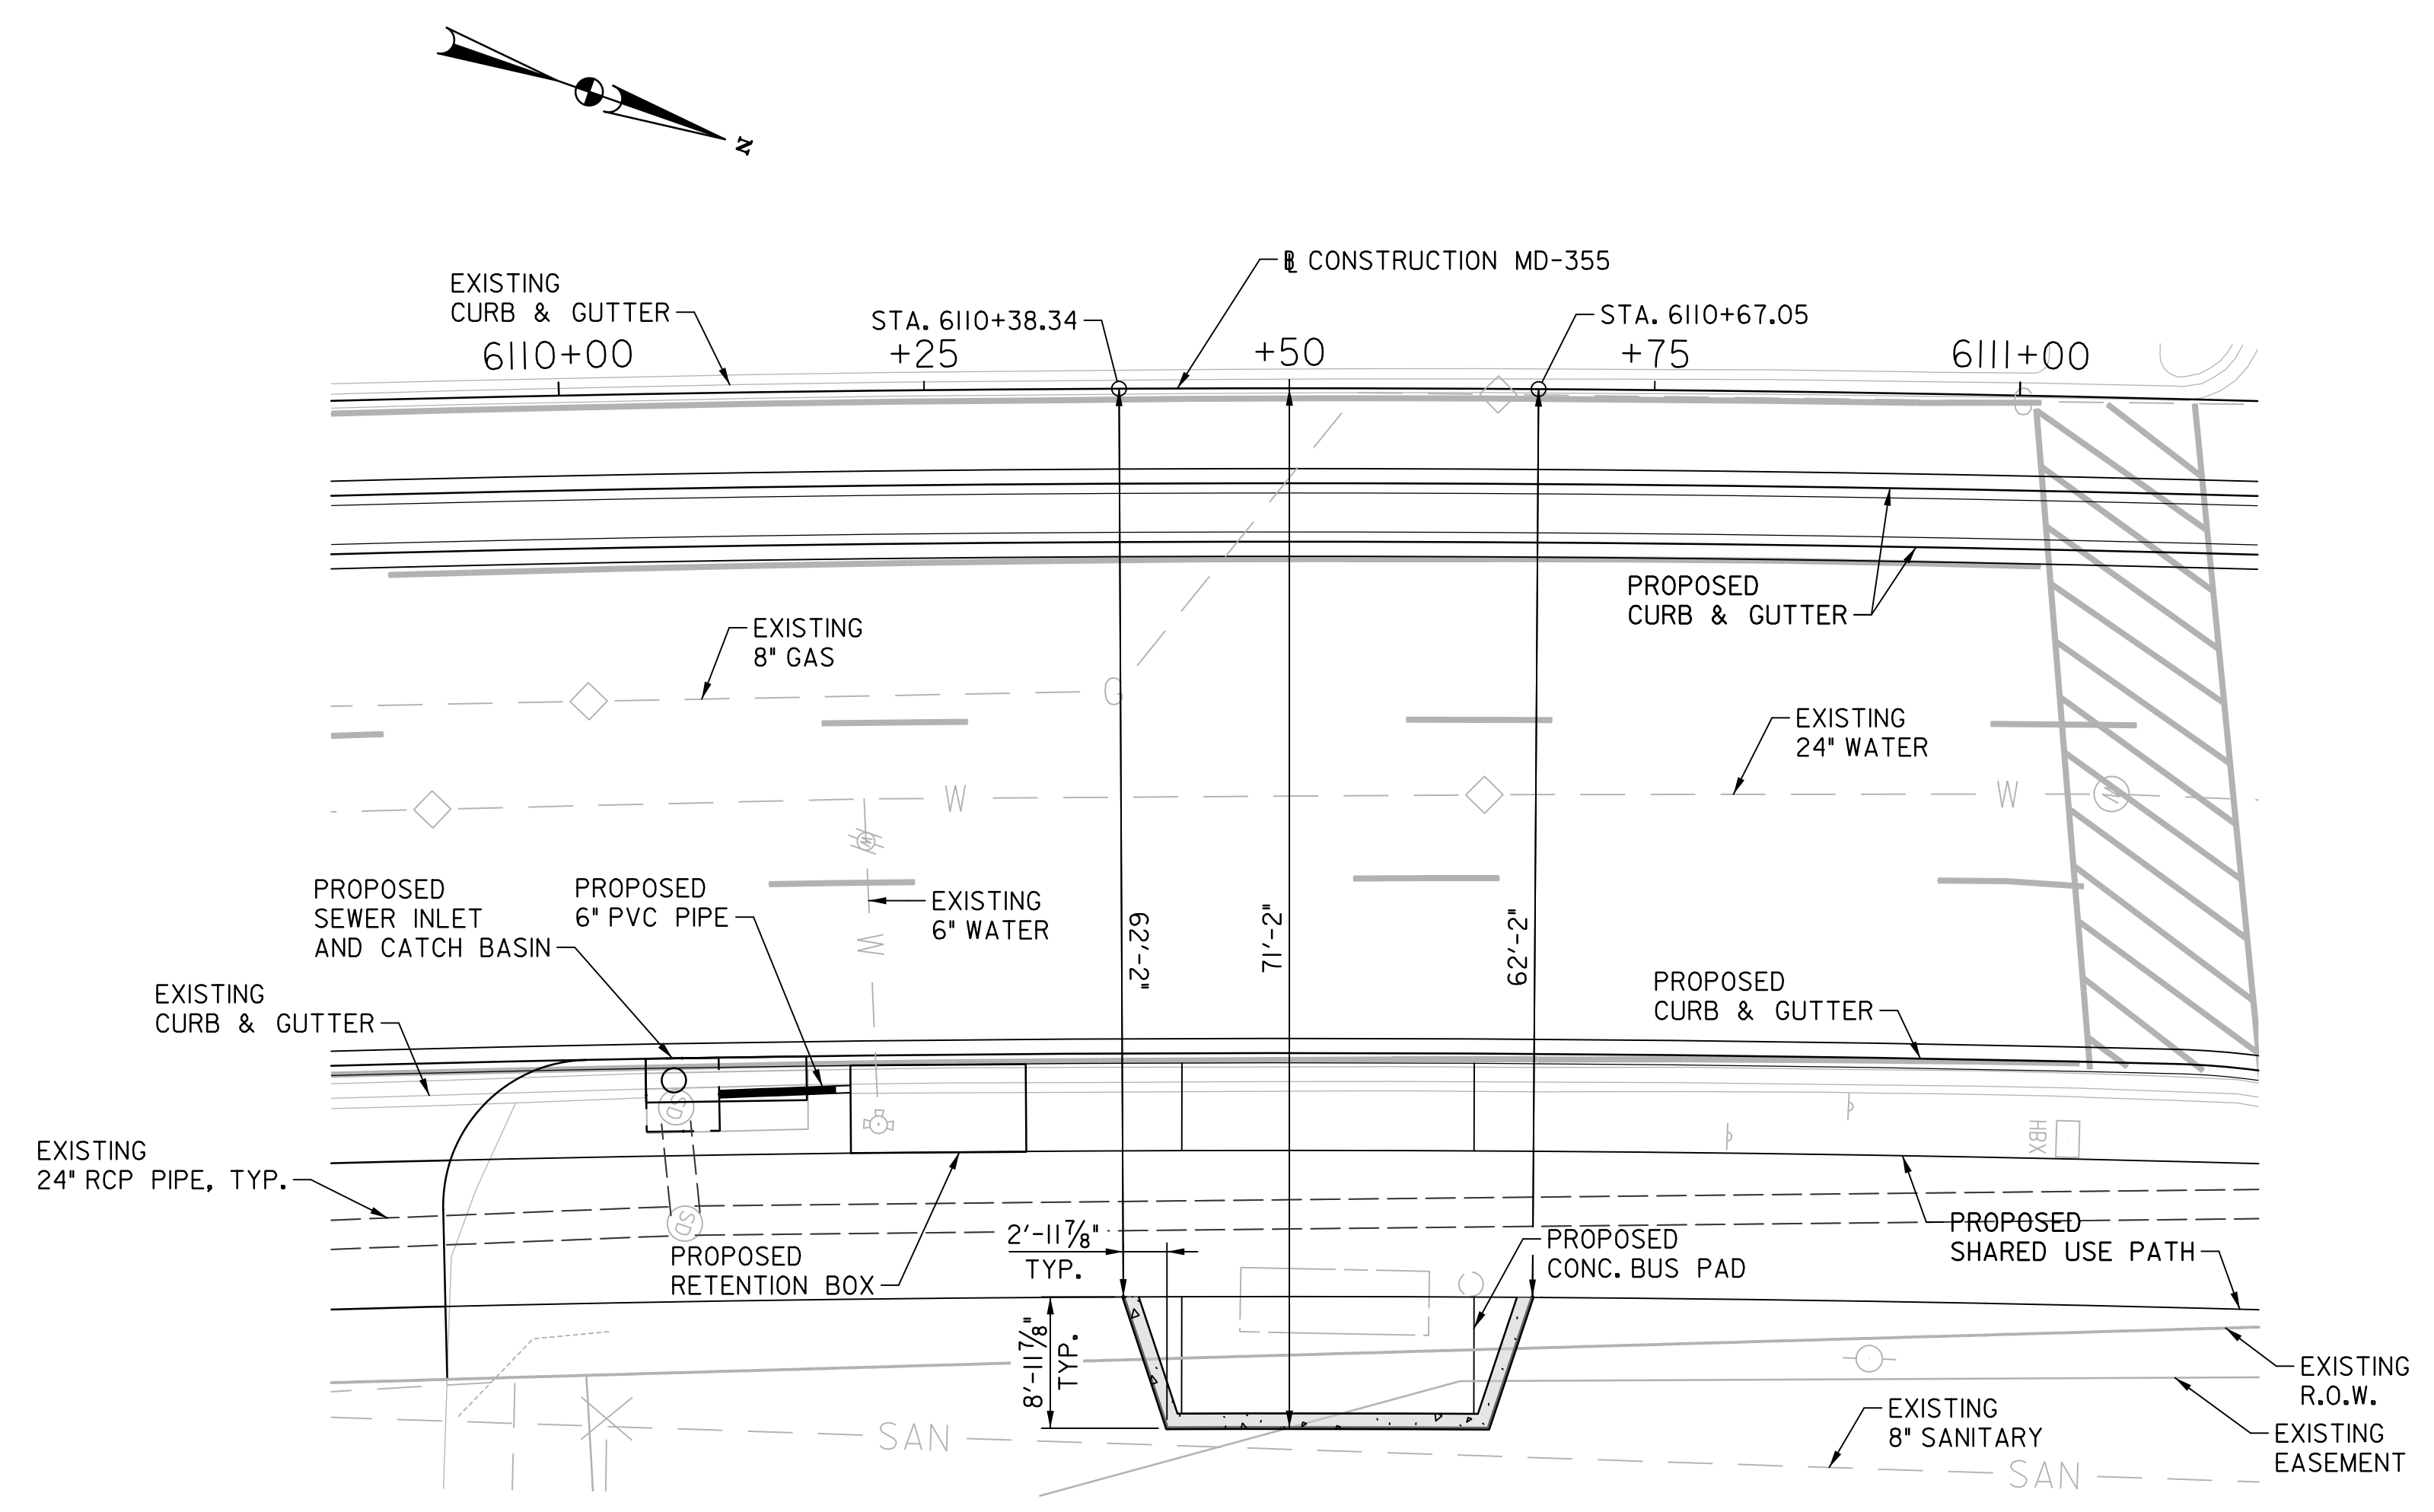 N
℄ CONSTRUCTION MD-355
EXISTING
CURB & GUTTER
STA. 6110+38.34
STA. 6110+67.05
6110+00
+25
+50
+75
6111+00
PROPOSED
CURB & GUTTER
EXISTING
8" GAS
G
G
EXISTING
24" WATER
W
W
W
PROPOSED
SEWER INLET
AND CATCH BASIN
PROPOSED
6" PVC PIPE
W
EXISTING
6" WATER
W
62'-2"
71'-2"
62'-2"
EXISTING
CURB & GUTTER
PROPOSED
CURB & GUTTER
SD
HBX
EXISTING
24" RCP PIPE, TYP.
SD
PROPOSED
RETENTION BOX
2'-11⅞"
TYP.
PROPOSED
CONC. BUS PAD
PROPOSED
SHARED USE PATH
8'-11⅞"
TYP.
EXISTING
R.O.W.
EXISTING
8" SANITARY
EXISTING
EASEMENT
SAN
SAN